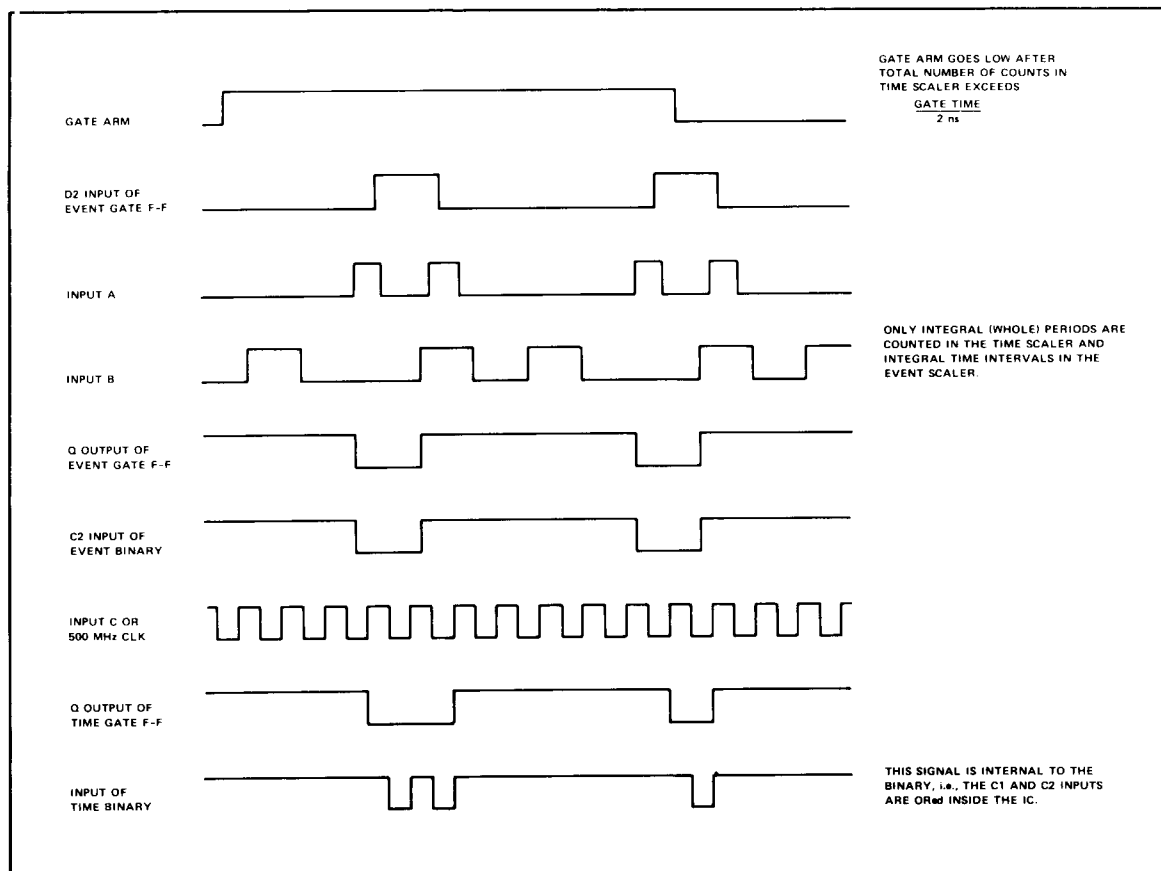 GATE ARM GOES LOW AFTER
TOTAL NUMBER OF COUNTS IN
TIME SCALER EXCEEDS
GATE TIME
2 ns
GATE ARM
D2 INPUT OF
EVENT GATE F-F
INPUT A
ONLY INTEGRAL (WHOLE) PERIODS ARE
COUNTED IN THE TIME SCALER AND
INTEGRAL TIME INTERVALS IN THE
EVENT SCALER.
INPUT B
Q OUTPUT OF
EVENT GATE F-F
C2 INPUT OF
EVENT BINARY
INPUT C OR
500 MHz CLK
Q OUTPUT OF
TIME GATE F-F
INPUT OF
TIME BINARY
THIS SIGNAL IS INTERNAL TO THE
BINARY, i.e., THE C1 AND C2 INPUTS
ARE ORed INSIDE THE IC.